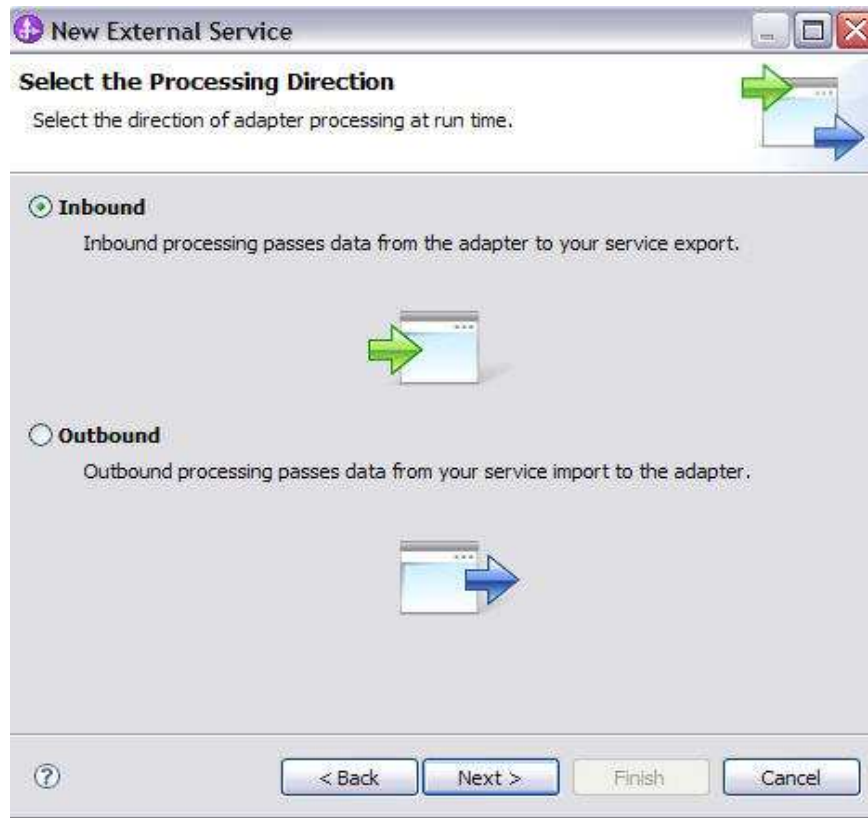 New External Service
Select the Processing Direction
Select the direction of adapter processing at run time.
Inbound
Inbound processing passes data from the adapter to your service export.
Outbound
Outbound processing passes data from your service import to the adapter.
? < Back Next > Finish Cancel